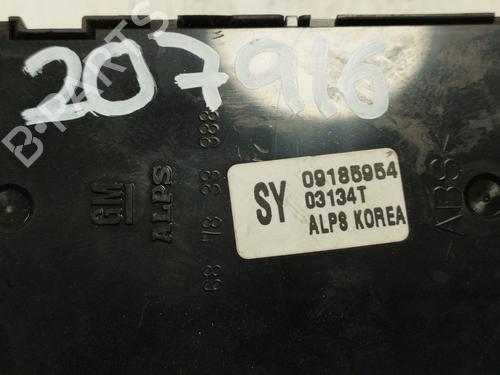 207916
B-PARTS
GM
ALPS
SY
09185954
03134T
ALPS KOREA
-ABS-